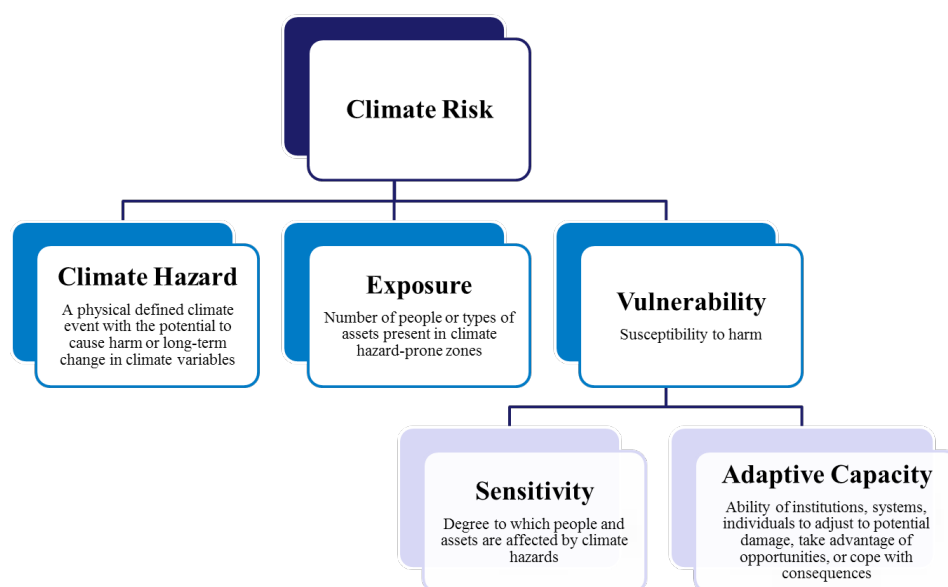 Climate Risk
Climate Hazard
A physical defined climate
event with the potential to
cause harm or long-term
change in climate variables
Exposure
Number of people or types of
assets present in climate
hazard-prone zones
Vulnerability
Susceptibility to harm
Sensitivity
Degree to which people and
assets are affected by climate
hazards
Adaptive Capacity
Ability of institutions, systems,
individuals to adjust to potential
damage, take advantage of
opportunities, or cope with
consequences